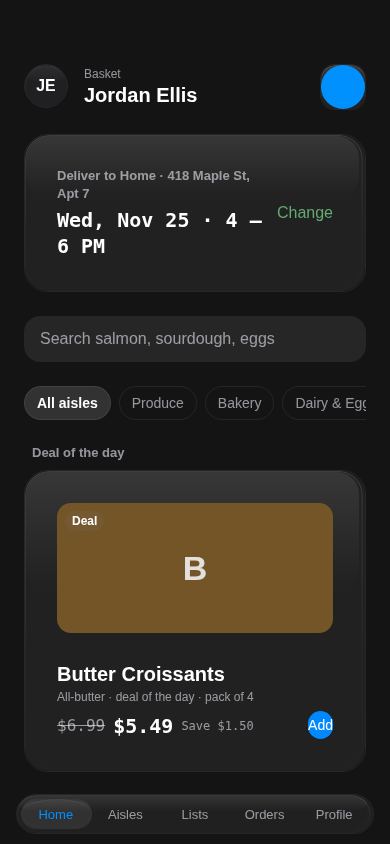 JE
Basket
Jordan Ellis
Deliver to Home · 418 Maple St,
Apt 7
Wed, Nov 25 · 4 –
6 PM
Change
Search salmon, sourdough, eggs
All aisles
Produce
Bakery
Dairy & Egg
Deal of the day
Deal
B
Butter Croissants
All-butter · deal of the day · pack of 4
$6.99 $5.49 Save $1.50
Add
Home
Aisles
Lists
Orders
Profile